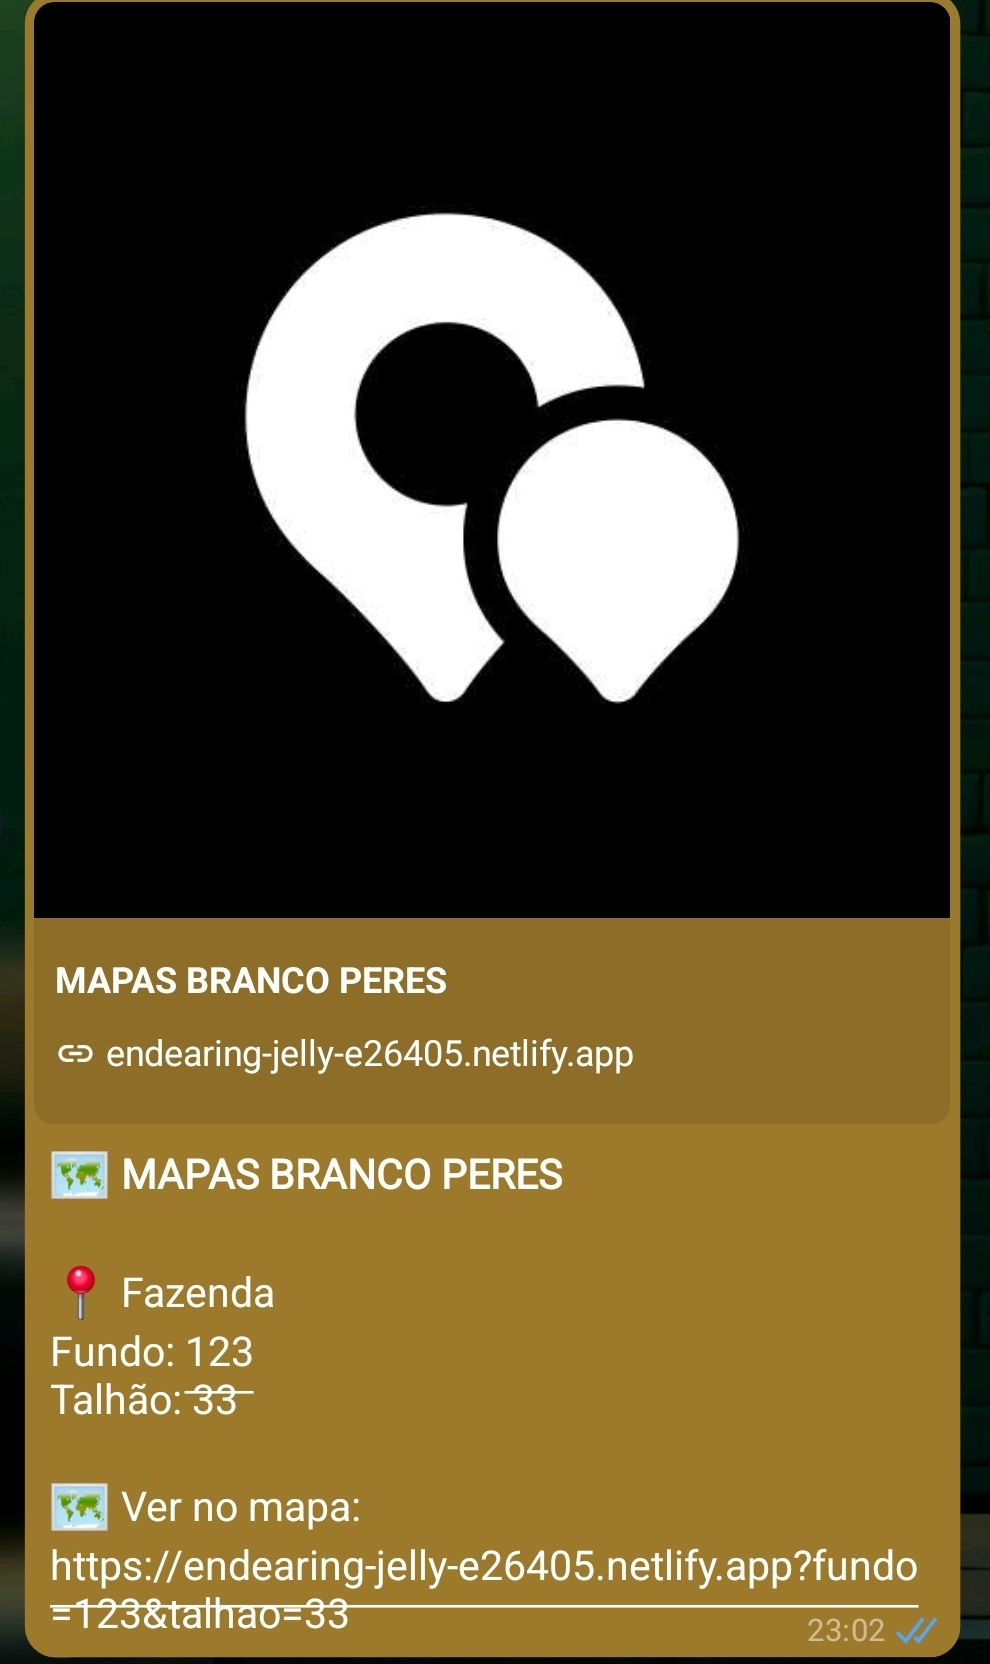 MAPAS BRANCO PERES
endearing-jelly-e26405.netlify.app
🗺️ MAPAS BRANCO PERES
📍 Fazenda
Fundo: 123
Talhão: 33
🗺️ Ver no mapa:
https://endearing-jelly-e26405.netlify.app?fundo
=123&talhao=33
23:02